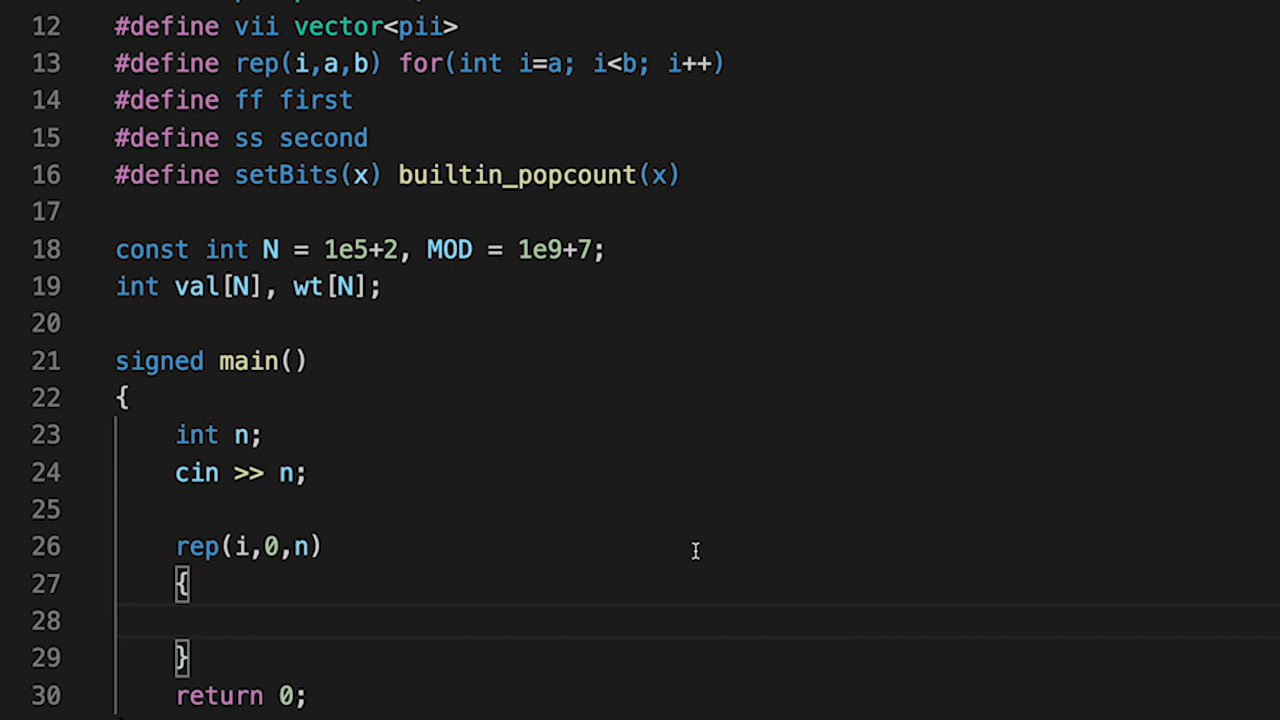 12 #define vii vector<pii>
13 #define rep(i,a,b) for(int i=a; i<b; i++)
14 #define ff first
15 #define ss second
16 #define setBits(x) builtin_popcount(x)
17
18 const int N = 1e5+2, MOD = 1e9+7;
19 int val[N], wt[N];
20
21 signed main()
22 {
23 int n;
24 cin >> n;
25
26 rep(i,0,n)
27 {
28
29 }
30 return 0;